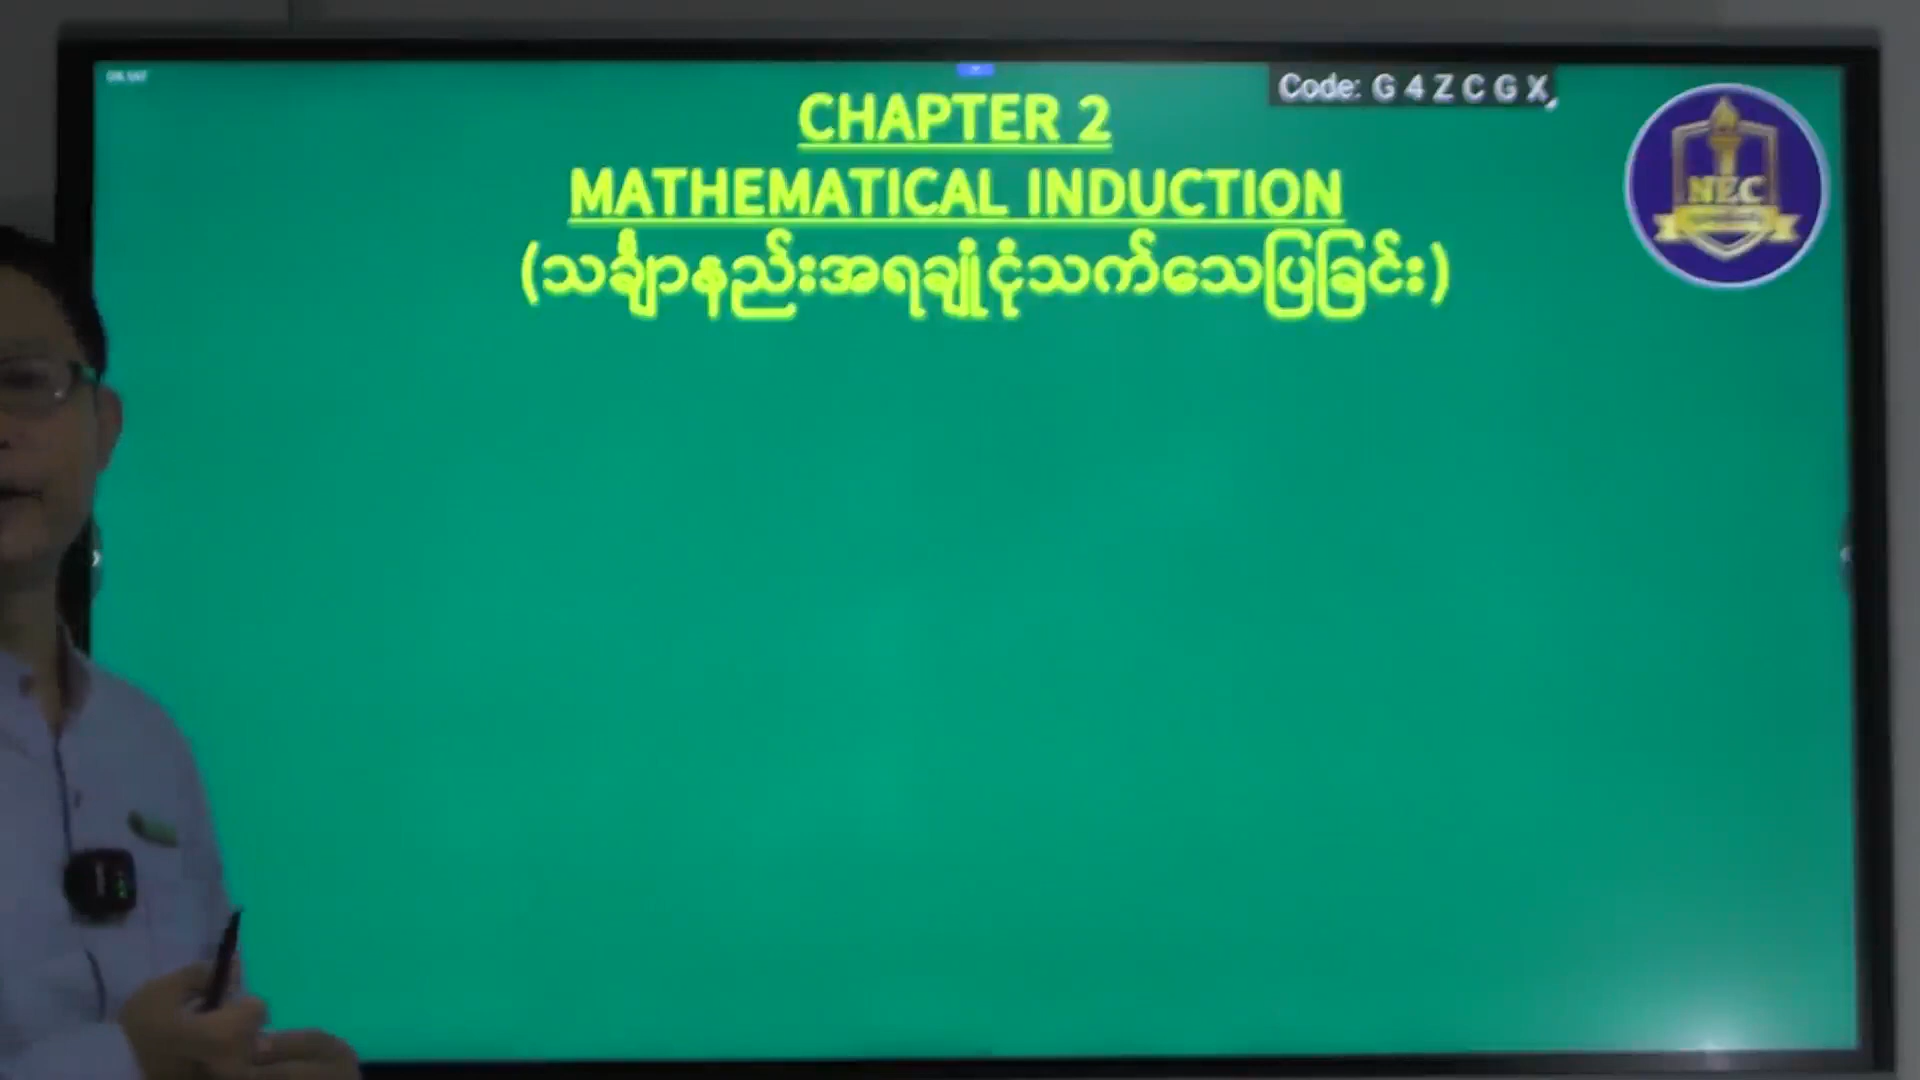 Code: G 4 Z C G X
CHAPTER 2
MATHEMATICAL INDUCTION
(သင်္ချာနည်းအရချုံငုံသက်သေပြခြင်း)
NEC